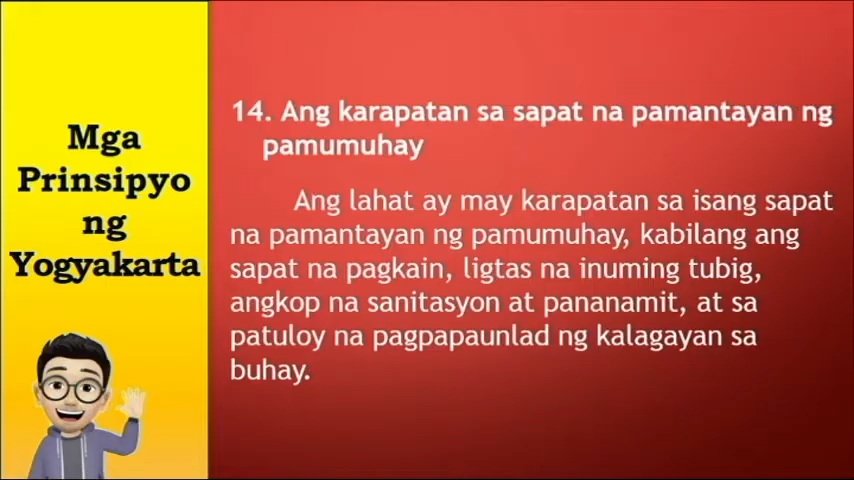 Mga
Prinsipyo
ng
Yogyakarta
14. Ang karapatan sa sapat na pamantayan ng
pamumuhay
Ang lahat ay may karapatan sa isang sapat
na pamantayan ng pamumuhay, kabilang ang
sapat na pagkain, ligtas na inuming tubig,
angkop na sanitasyon at pananamit, at sa
patuloy na pagpapaunlad ng kalagayan sa
buhay.